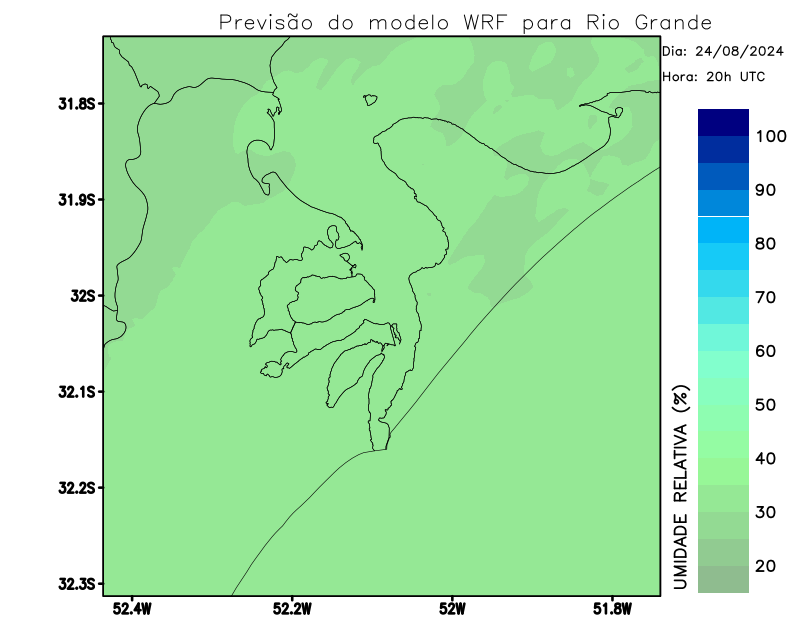 Previsão do modelo WRF para Rio Grande
Dia: 24/08/2024
Hora: 20h UTC
31.8S
31.9S
32S
32.1S
32.2S
32.3S
52.4W
52.2W
52W
51.8W
UMIDADE RELATIVA (%)
100
90
80
70
60
50
40
30
20